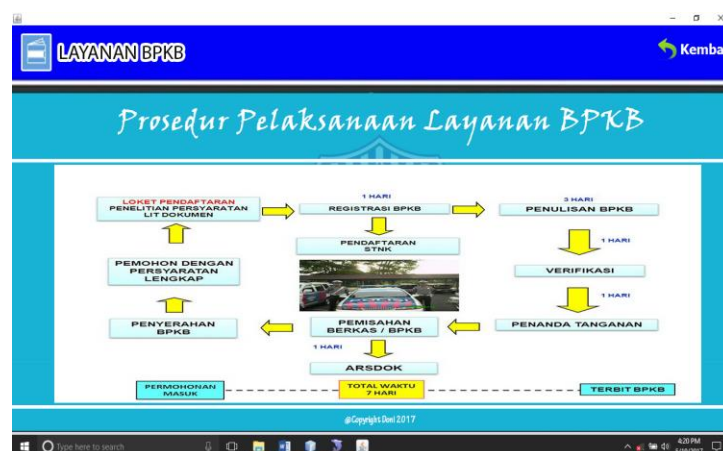 LAYANAN BPKB
Kemba
Prosedur Pelaksanaan Layanan BPKB
LOKET PENDAFTARAN
PENELITIAN PERSYARATAN
LIT DOKUMEN
1 HARI
REGISTRASI BPKB
3 HARI
PENULISAN BPKB
PENDAFTARAN
STNK
1 HARI
PEMOHON DENGAN
PERSYARATAN
LENGKAP
VERIFIKASI
1 HARI
PENYERAHAN
BPKB
PEMISAHAN
BERKAS / BPKB
PENANDA TANGANAN
1 HARI
ARSDOK
PERMOHONAN
MASUK
TOTAL WAKTU
7 HARI
TERBIT BPKB
@Copyright Doni 2017
Type here to search
4:20 PM